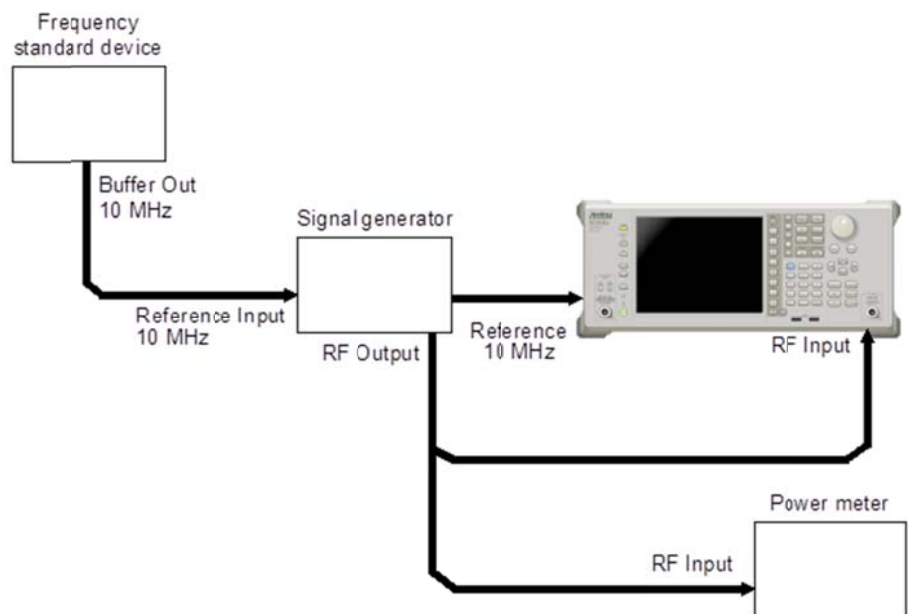 Frequency
standard device
Buffer Out
10 MHz
Signal generator
Reference Input
10 MHz
RF Output
Reference
10 MHz
RF Input
Power meter
RF Input